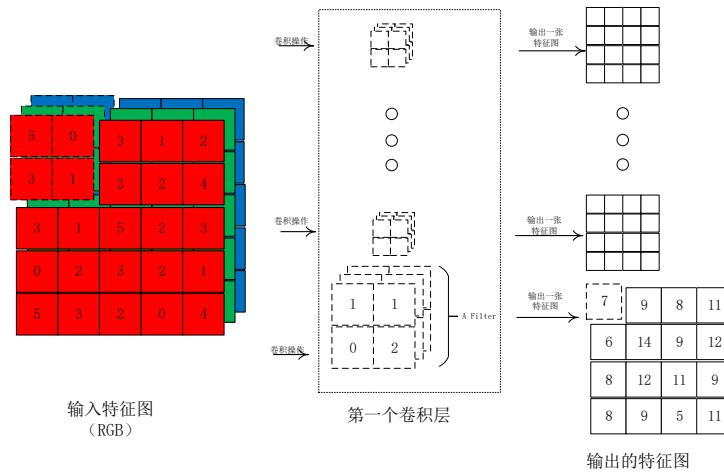 卷积操作
输出一张
特征图
5 0
3 1 2
3 1
3 2 4
3 1 5 2 3
0 2 3 2 1
5 3 2 0 4
卷积操作
输出一张
特征图
1 1
0 2
A Filter
卷积操作
输出一张
特征图
7
9 8 11
6 14 9 12
8 12 11 9
8 9 5 11
输入特征图
(RGB)
第一个卷积层
输出的特征图